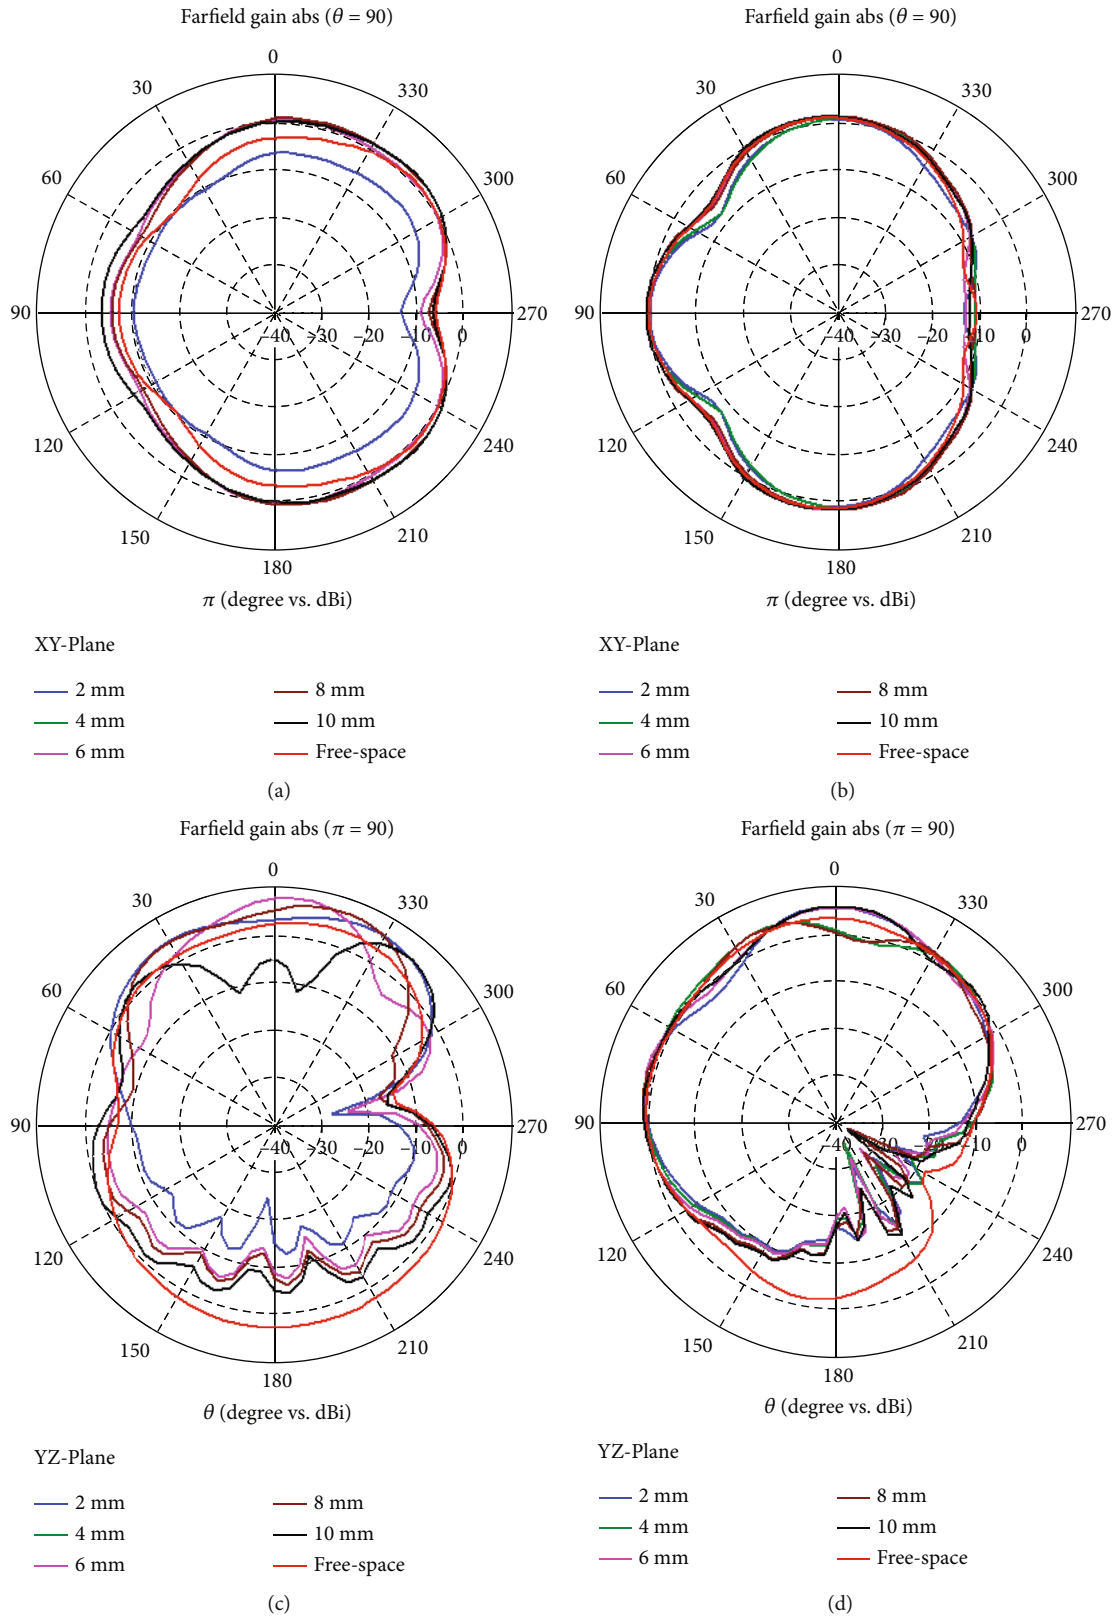 Farfield gain abs (θ = 90)
0
30
330
60
300
90
270
−40 −30 −20 −10 0
120
240
150
210
180
π (degree vs. dBi)
XY-Plane
2 mm
8 mm
4 mm
10 mm
6 mm
Free-space
(a)
Farfield gain abs (θ = 90)
0
30
330
60
300
90
270
−40 −30 −20 −10 0
120
240
150
210
180
π (degree vs. dBi)
XY-Plane
2 mm
8 mm
4 mm
10 mm
6 mm
Free-space
(b)
Farfield gain abs (π = 90)
0
30
330
60
300
90
270
−40 −30 −20 −10 0
120
240
150
210
180
θ (degree vs. dBi)
YZ-Plane
2 mm
8 mm
4 mm
10 mm
6 mm
Free-space
(c)
Farfield gain abs (π = 90)
0
30
330
60
300
90
270
−40 −30 −20 −10 0
120
240
150
210
180
θ (degree vs. dBi)
YZ-Plane
2 mm
8 mm
4 mm
10 mm
6 mm
Free-space
(d)